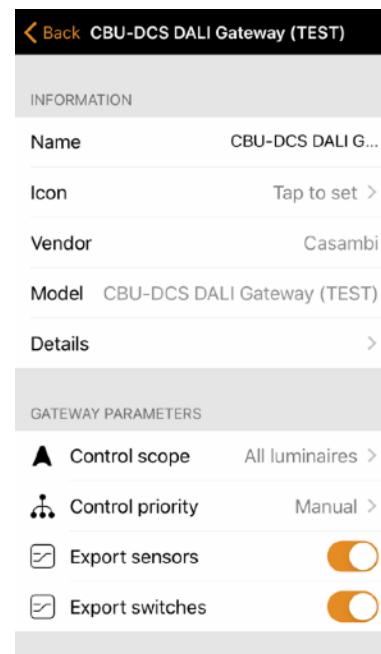 Back CBU-DCS DALI Gateway (TEST)
INFORMATION
Name CBU-DCS DALI G...
Icon Tap to set >
Vendor Casambi
Model CBU-DCS DALI Gateway (TEST)
Details >
GATEWAY PARAMETERS
Control scope All luminaires >
Control priority Manual >
Export sensors
Export switches